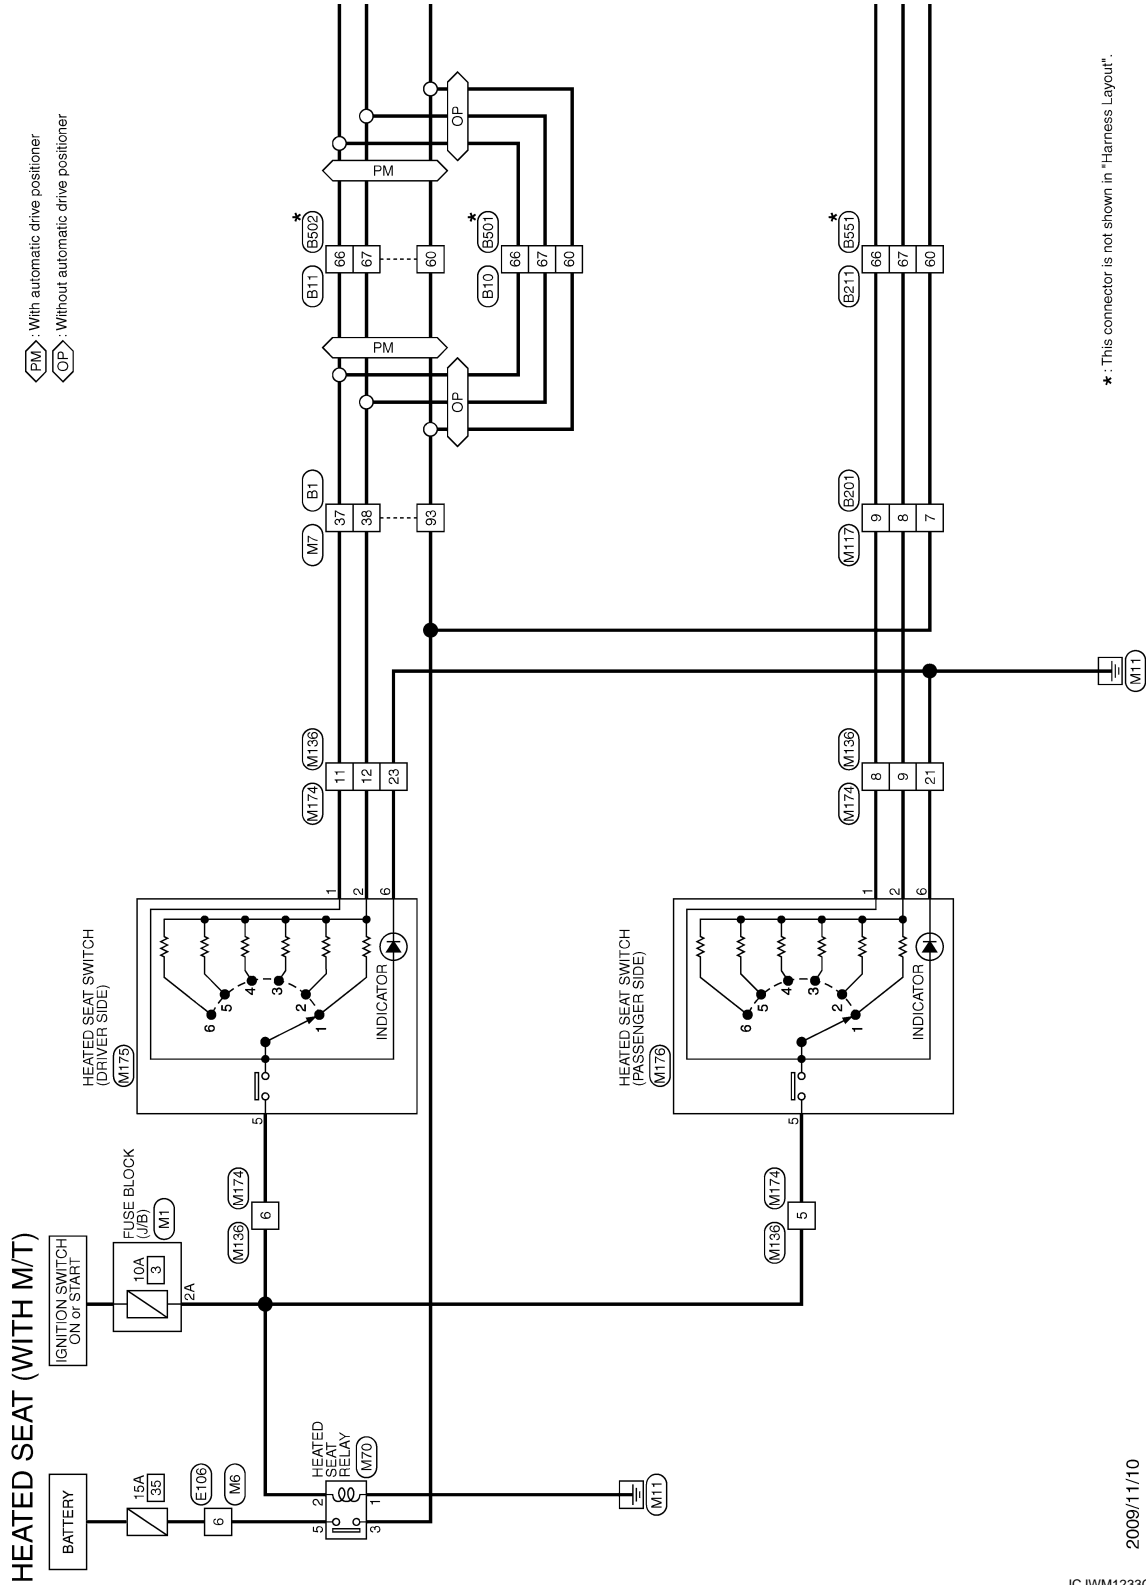 HEATED SEAT (WITH M/T)
BATTERY
15A
35
E106
6
M6
5
2
3
1
HEATED
SEAT
RELAY
M70
M11
IGNITION SWITCH
ON or START
10A
3
FUSE BLOCK
(J/B)
M1
2A
M136
6
M174
M136
5
M174
HEATED SEAT SWITCH
(DRIVER SIDE)
M175
5
6
5
4
3
2
1
INDICATOR
1
2
6
HEATED SEAT SWITCH
(PASSENGER SIDE)
M176
5
6
5
4
3
2
1
INDICATOR
1
2
6
M174
M136
11
12
23
M174
M136
8
9
21
M11
M7
B1
37
38
93
M117
B201
9
8
7
OP
PM
B11
B502
*
66
67
60
B10
B501
*
66
67
60
PM
OP
B211
B551
*
66
67
60
PM : With automatic drive positioner
OP : Without automatic drive positioner
* : This connector is not shown in "Harness Layout".
2009/11/10